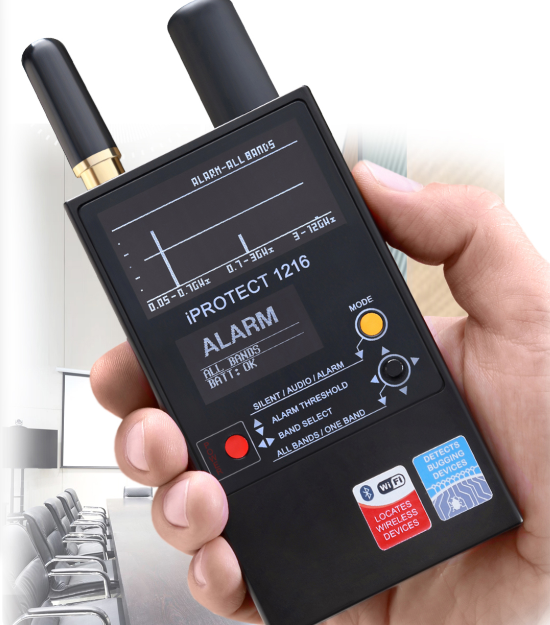 ALARM-ALL BANDS
0.05-0.7GHz 0.7-3GHz 3-12GHz
iPROTECT 1216
ALARM
ALL BANDS
BATT: OK
MODE
SILENT / AUDIO / ALARM
ALARM THRESHOLD
BAND SELECT
ALL BANDS / ONE BAND
WiFi
LOCATES
WIRELESS
DEVICES
DETECTS
BUGGING
DEVICES